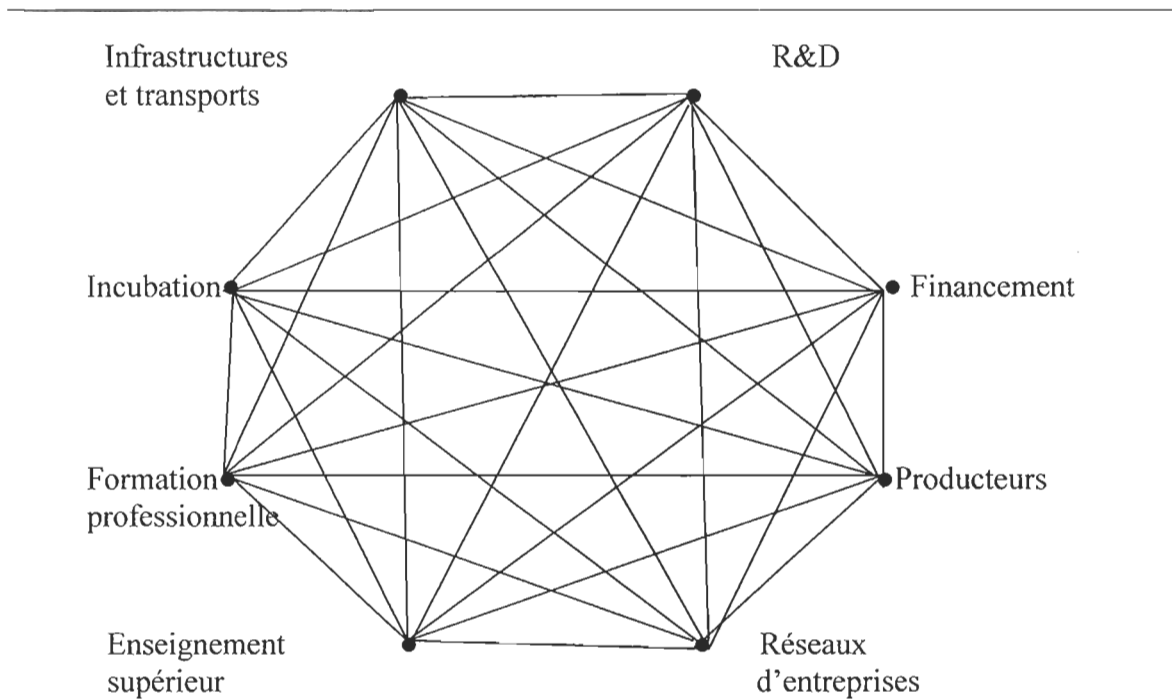 Infrastructures
et transports
R&D
Incubation
Financement
Formation
professionnelle
Producteurs
Enseignement
supérieur
Réseaux
d'entreprises